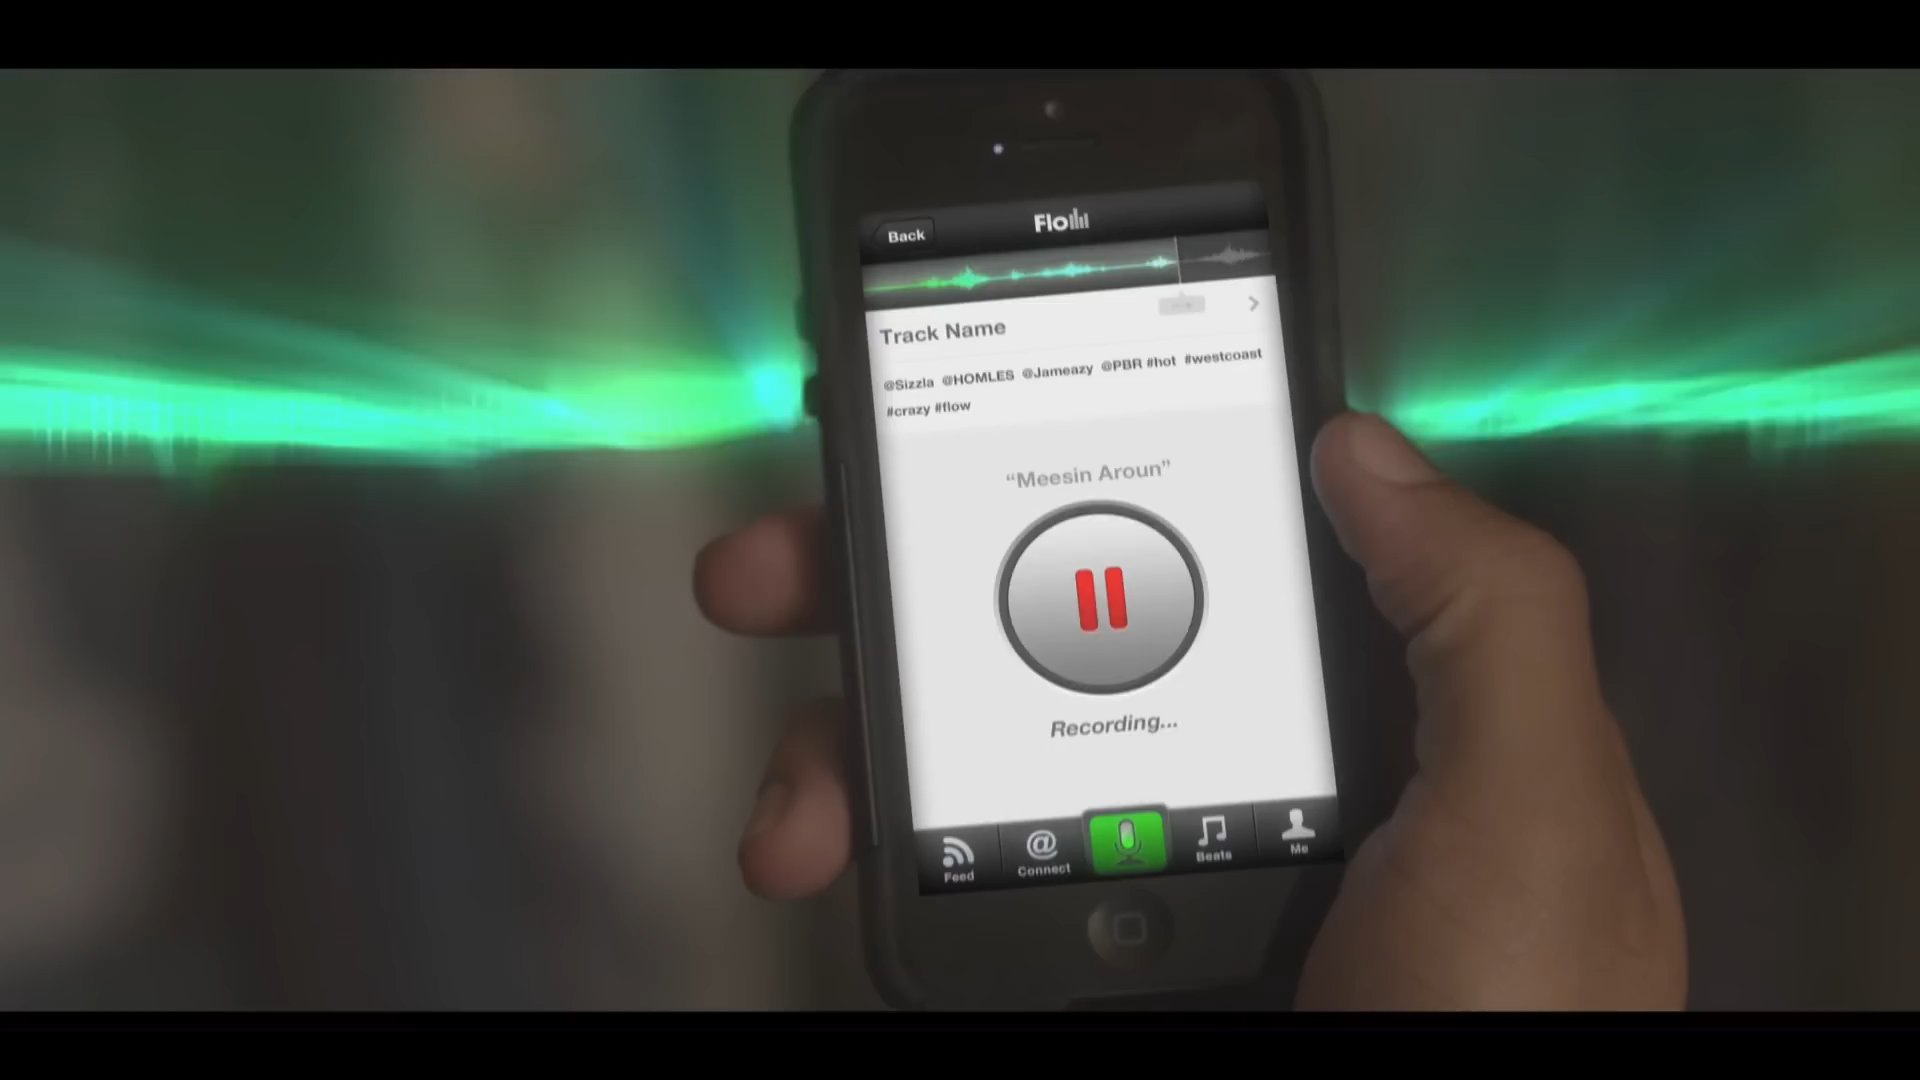 Back
Flo
Track Name
@Sizzla @HOMLES @Jameazy @PBR #hot #westcoast
#crazy #flow
“Meesin Aroun”
Recording...
Feed
Connect
Beats
Me